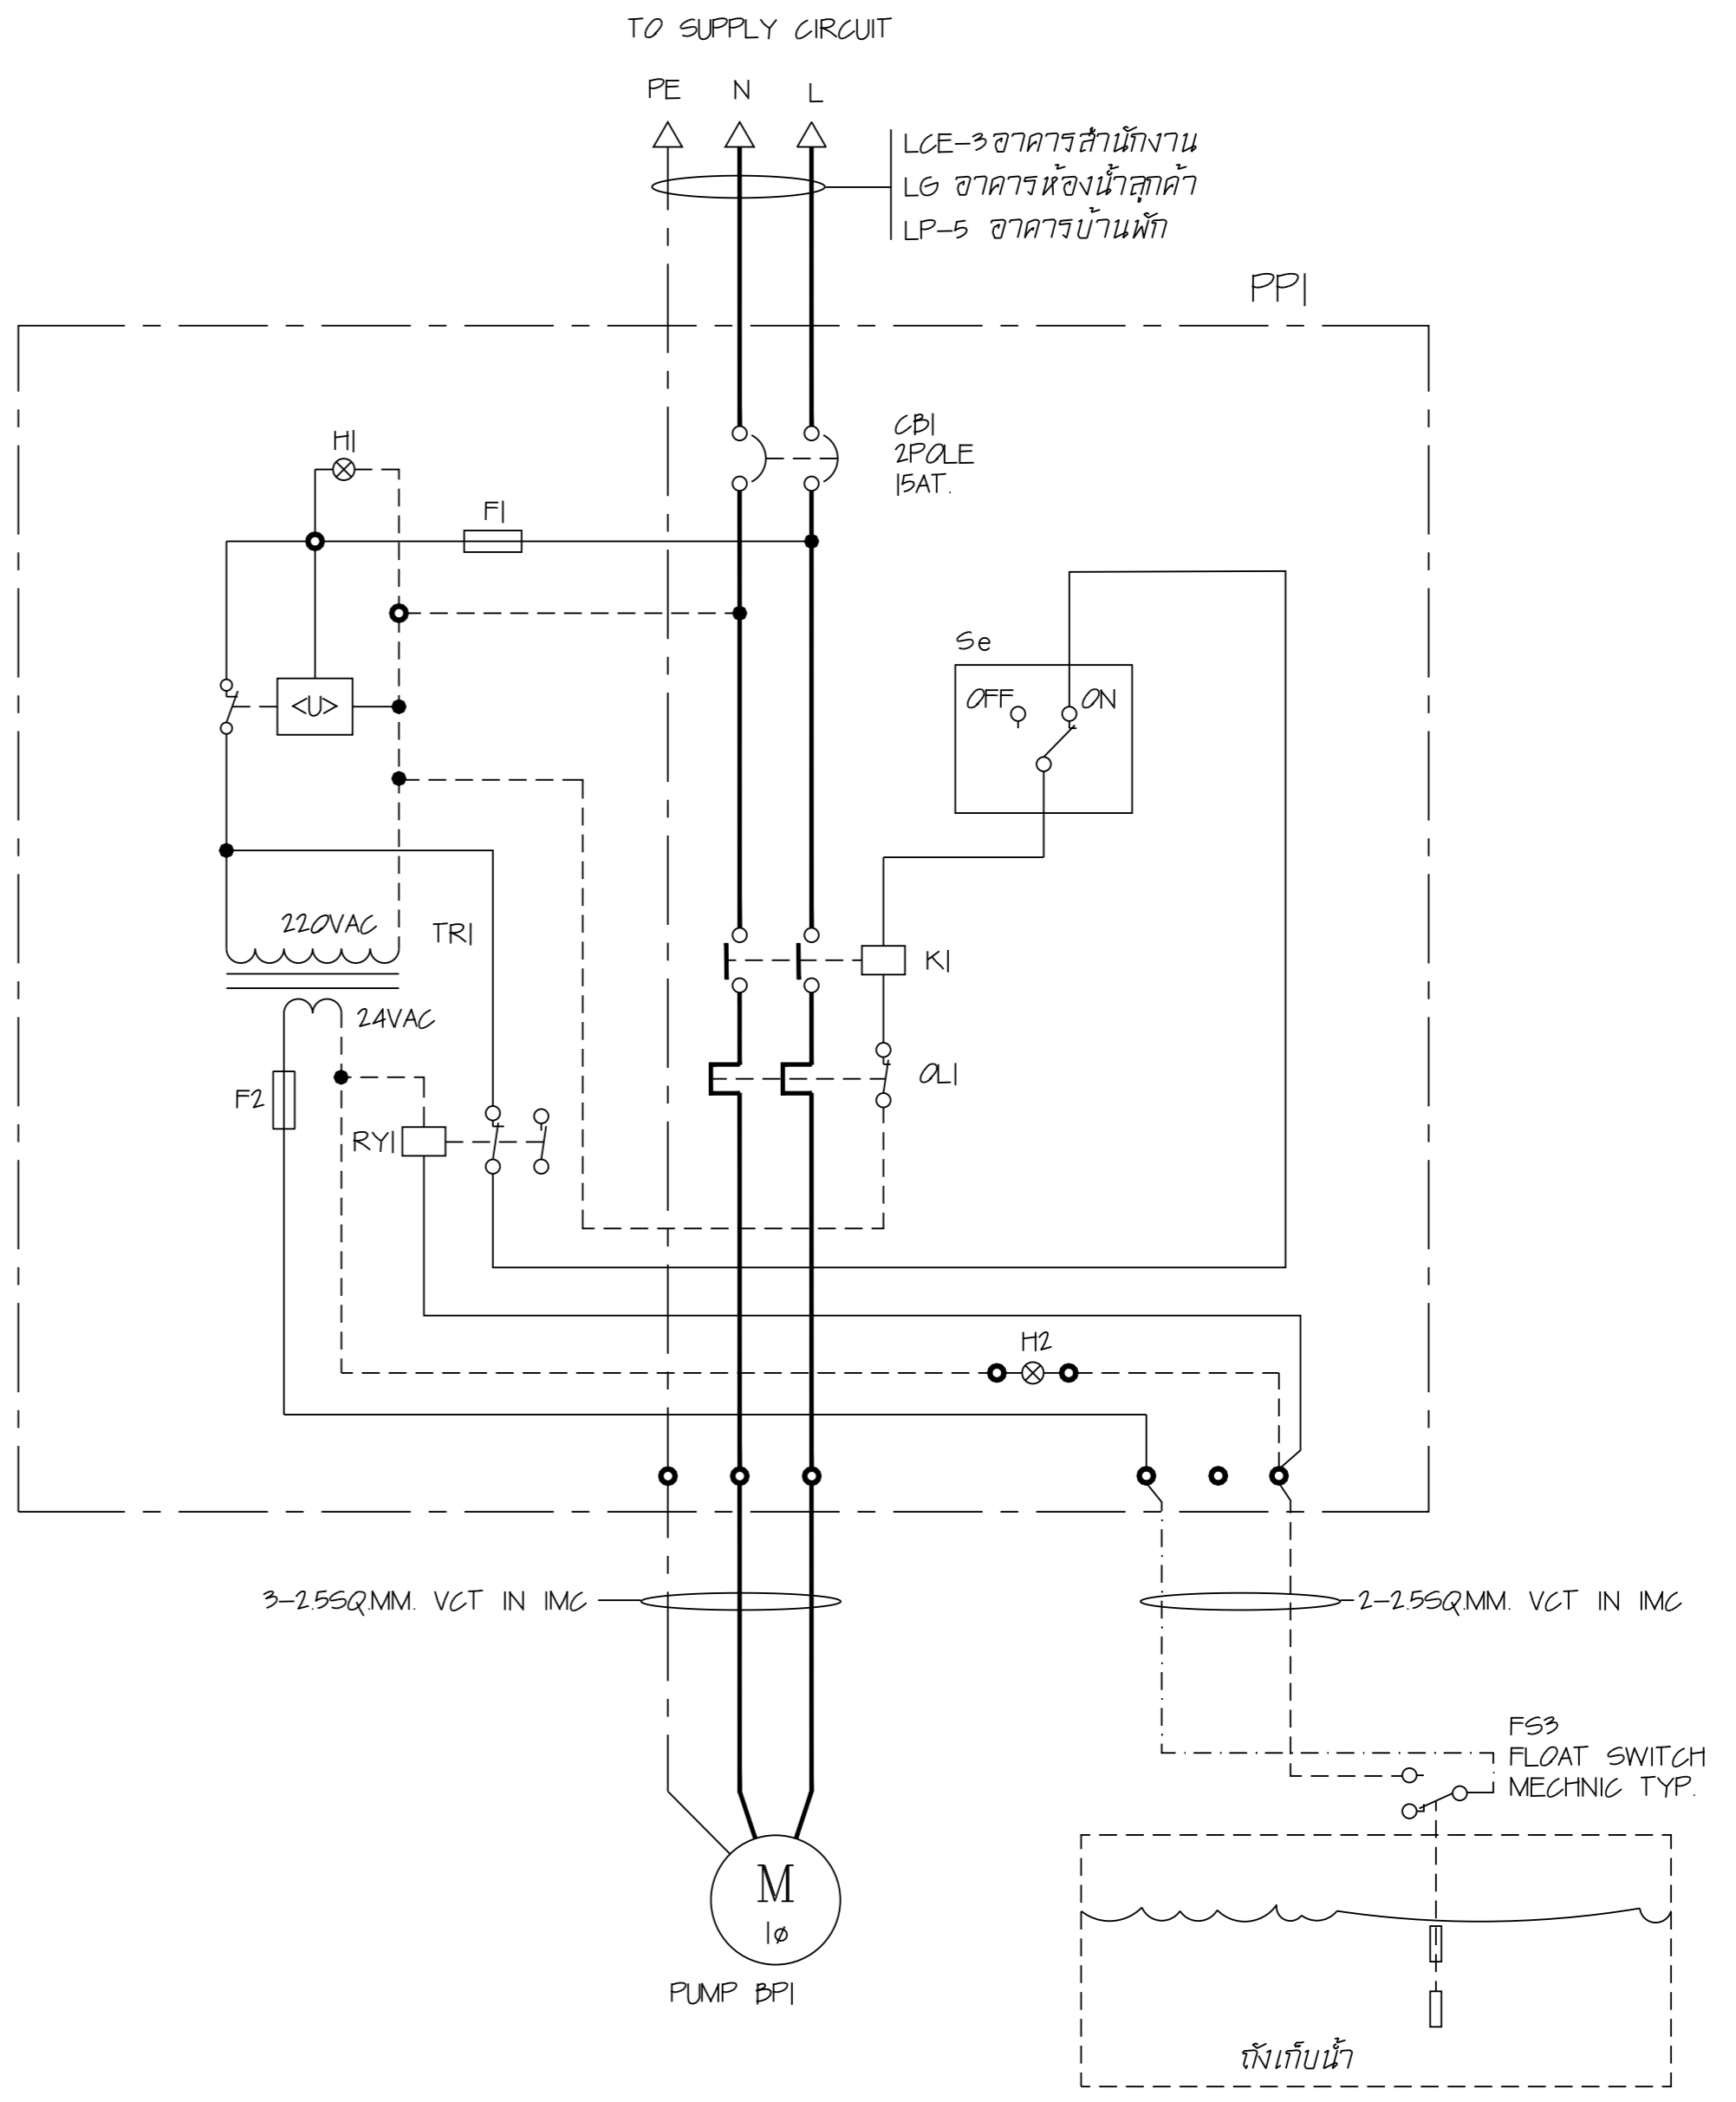 TO SUPPLY CIRCUIT
PE N L
LCE-3 อาคารสำนักงาน
LG อาคารห้องน้ำลูกค้า
LP-5 อาคารบ้านพัก
PP1
CB1
2POLE
15AT.
H1
F1
Se
OFF ON
<U>
220VAC
TR1
K1
24VAC
OL1
F2
RY1
H2
3-2.5SQ.MM. VCT IN IMC
2-2.5SQ.MM. VCT IN IMC
FS3
FLOAT SWITCH
MECHNIC TYP.
M
1ø
PUMP BP1
ถังเก็บน้ำ